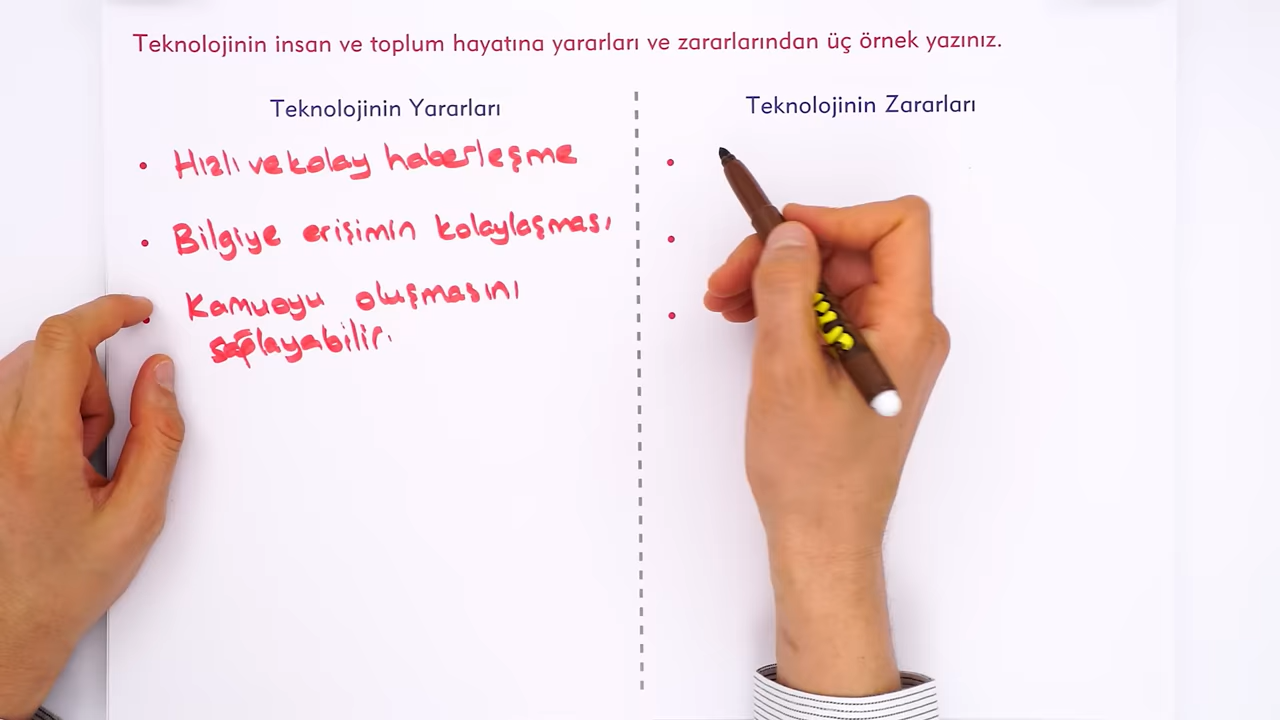 Teknolojinin insan ve toplum hayatına yararları ve zararlarından üç örnek yazınız.
Teknolojinin Yararları
• Hızlı ve kolay haberleşme
• Bilgiye erişimin kolaylaşması
• Kamuoyu oluşmasını
sağlayabilir.
Teknolojinin Zararları
•
•
•